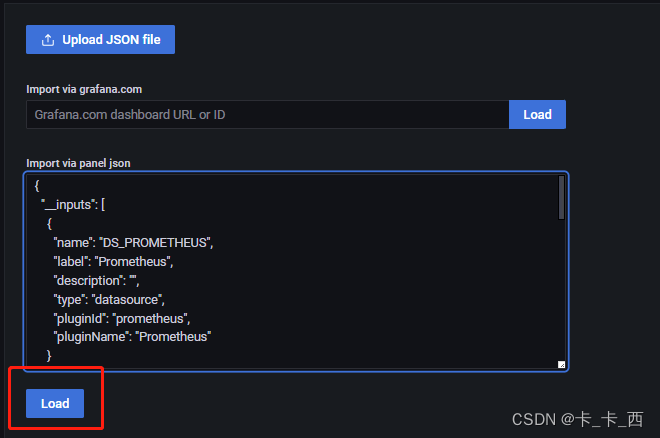 Upload JSON file
Import via grafana.com
Grafana.com dashboard URL or ID
Load
Import via panel json
{
"__inputs": [
{
"name": "DS_PROMETHEUS",
"label": "Prometheus",
"description": "",
"type": "datasource",
"pluginId": "prometheus",
"pluginName": "Prometheus"
}
Load
CSDN @卡_卡_西